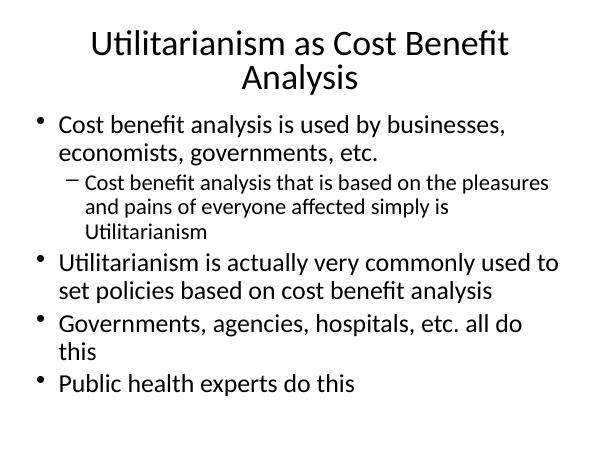 Utilitarianism as Cost Benefit
Analysis
• Cost benefit analysis is used by businesses,
economists, governments, etc.
– Cost benefit analysis that is based on the pleasures
and pains of everyone affected simply is
Utilitarianism
• Utilitarianism is actually very commonly used to
set policies based on cost benefit analysis
• Governments, agencies, hospitals, etc. all do
this
• Public health experts do this